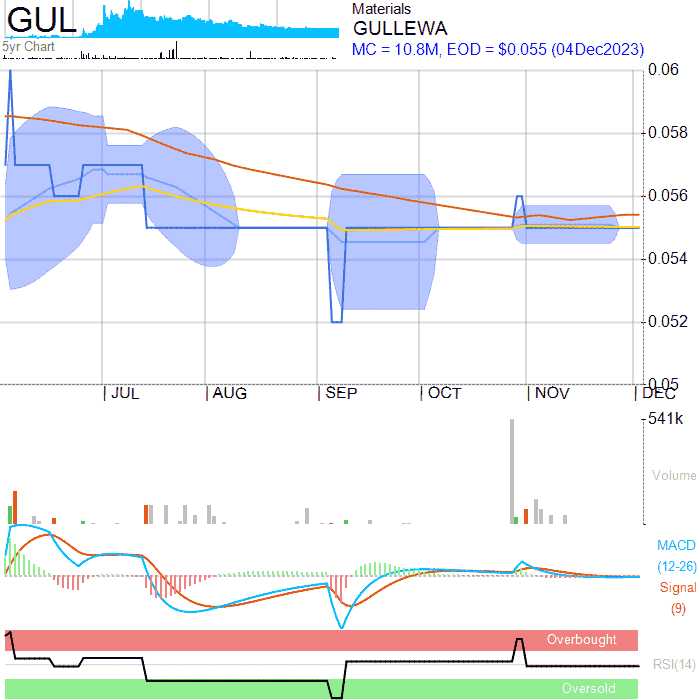 GUL
5yr Chart
Materials
GULLEWA
MC = 10.8M, EOD = $0.055 (04Dec2023)
0.06
0.058
0.056
0.054
0.052
0.05
JUL AUG SEP OCT NOV DEC
541k
Volume
MACD
(12-26)
Signal
(9)
Overbought
RSI(14)
Oversold